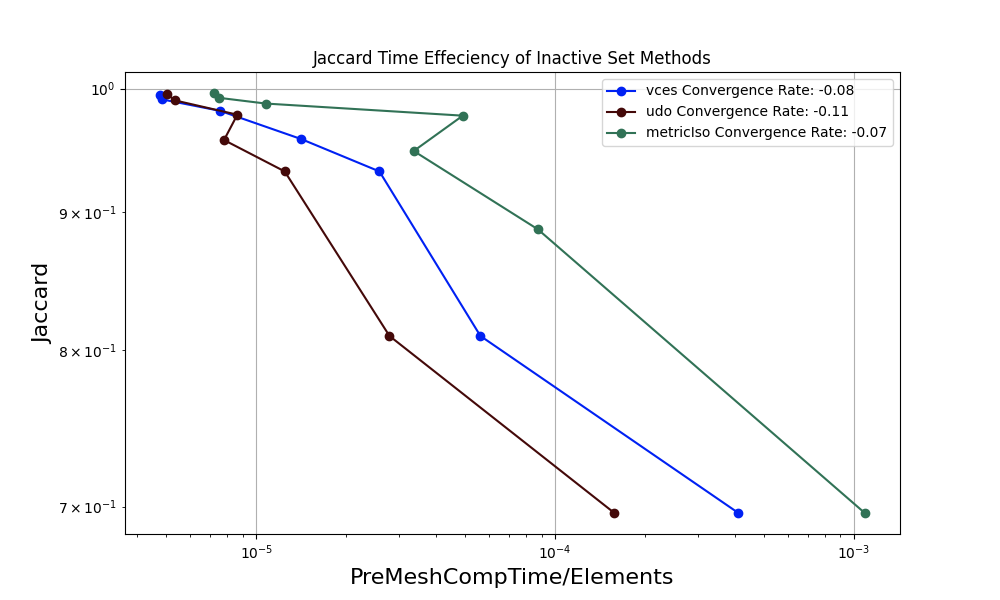 Jaccard Time Effeciency of Inactive Set Methods
vces Convergence Rate: -0.08
udo Convergence Rate: -0.11
metricIso Convergence Rate: -0.07
Jaccard
10⁰
9 × 10⁻¹
8 × 10⁻¹
7 × 10⁻¹
10⁻⁵
10⁻⁴
10⁻³
PreMeshCompTime/Elements